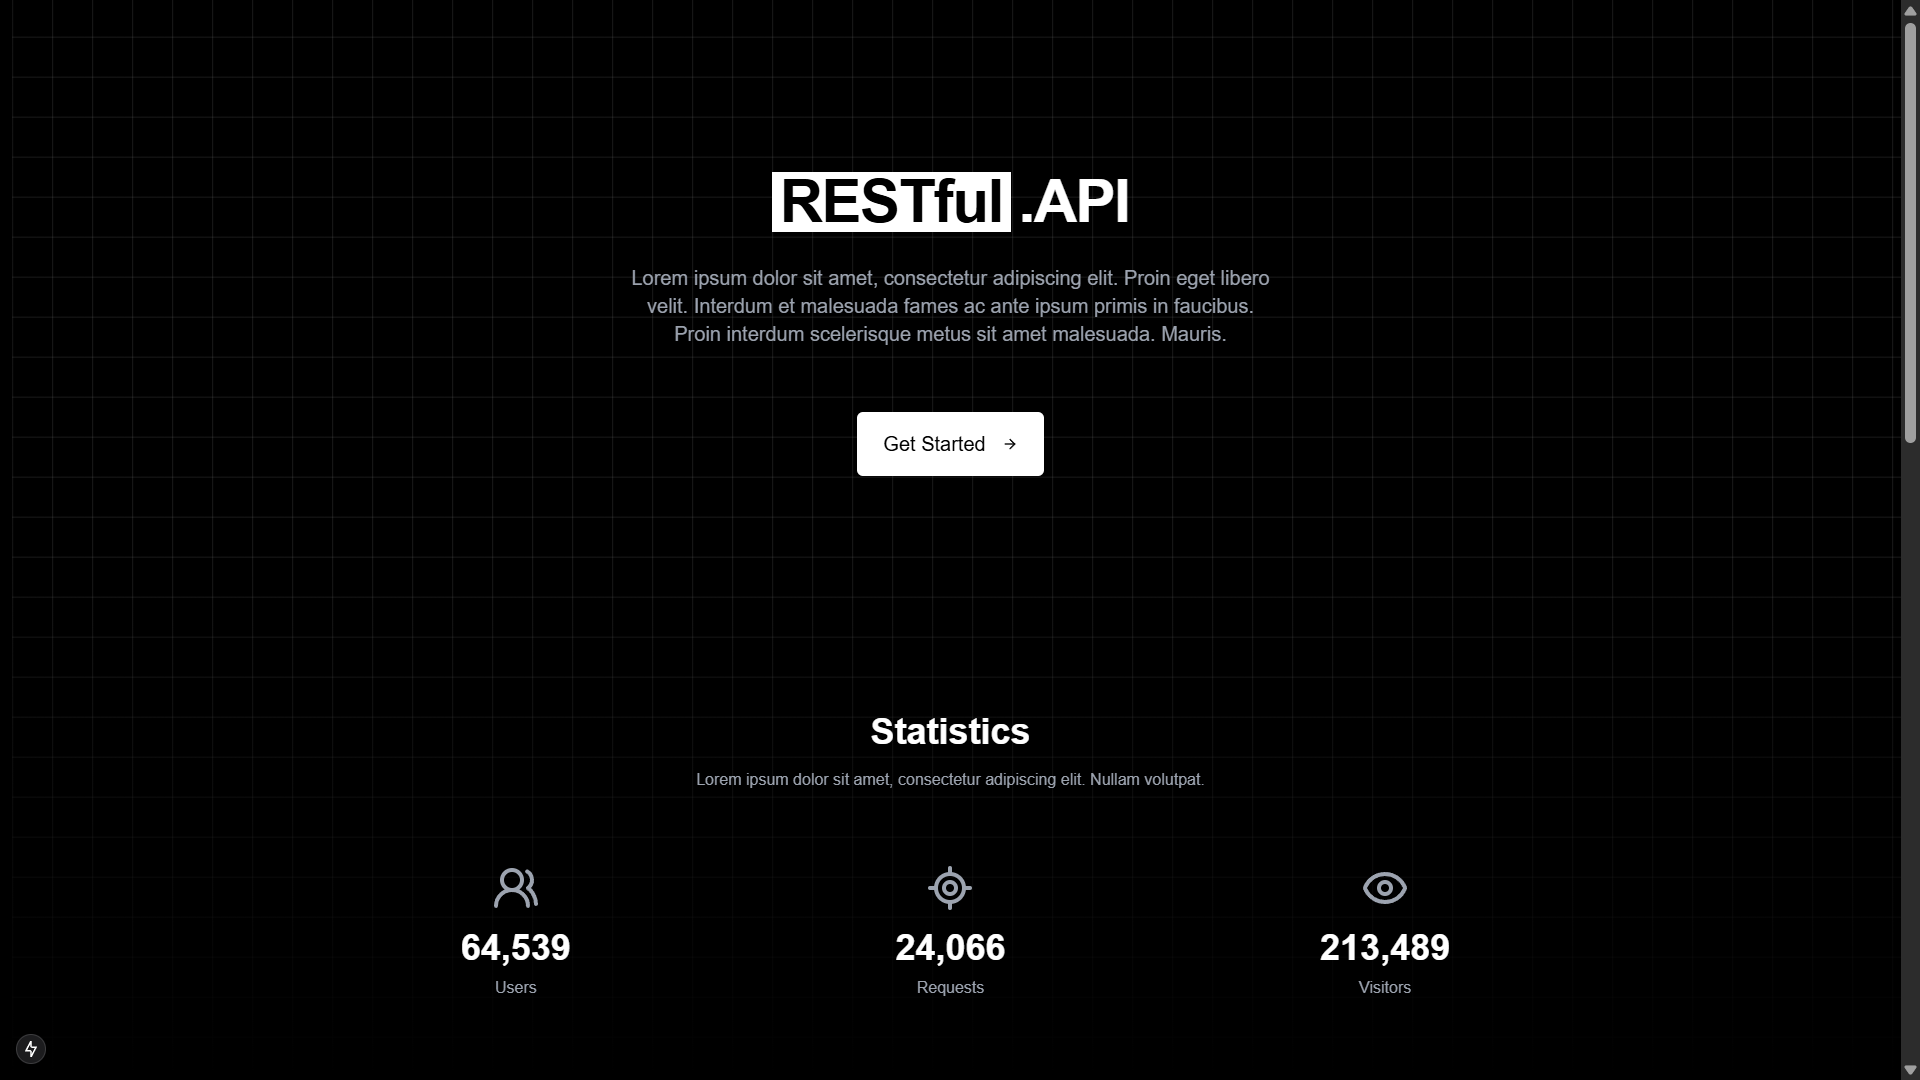 RESTful .API
Lorem ipsum dolor sit amet, consectetur adipiscing elit. Proin eget libero
velit. Interdum et malesuada fames ac ante ipsum primis in faucibus.
Proin interdum scelerisque metus sit amet malesuada. Mauris.
Get Started
Statistics
Lorem ipsum dolor sit amet, consectetur adipiscing elit. Nullam volutpat.
64,539 24,066 213,489
Users Requests Visitors